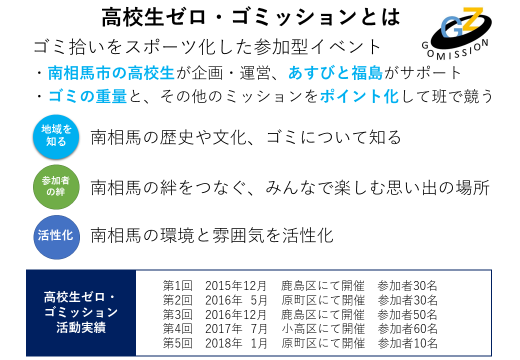 高校生ゼロ・ゴミッションとは
GZ
GOMISSION
ゴミ拾いをスポーツ化した参加型イベント
・南相馬市の高校生が企画・運営、あすびと福島がサポート
・ゴミの重量と、その他のミッションをポイント化して班で競う
地域を
知る
南相馬の歴史や文化、ゴミについて知る
参加者
の絆
南相馬の絆をつなぐ、みんなで楽しむ思い出の場所
活性化
南相馬の環境と雰囲気を活性化
高校生ゼロ・
ゴミッション
活動実績
第1回 2015年12月 鹿島区にて開催 参加者30名
第2回 2016年 5月 原町区にて開催 参加者30名
第3回 2016年12月 鹿島区にて開催 参加者50名
第4回 2017年 7月 小高区にて開催 参加者60名
第5回 2018年 1月 原町区にて開催 参加者10名